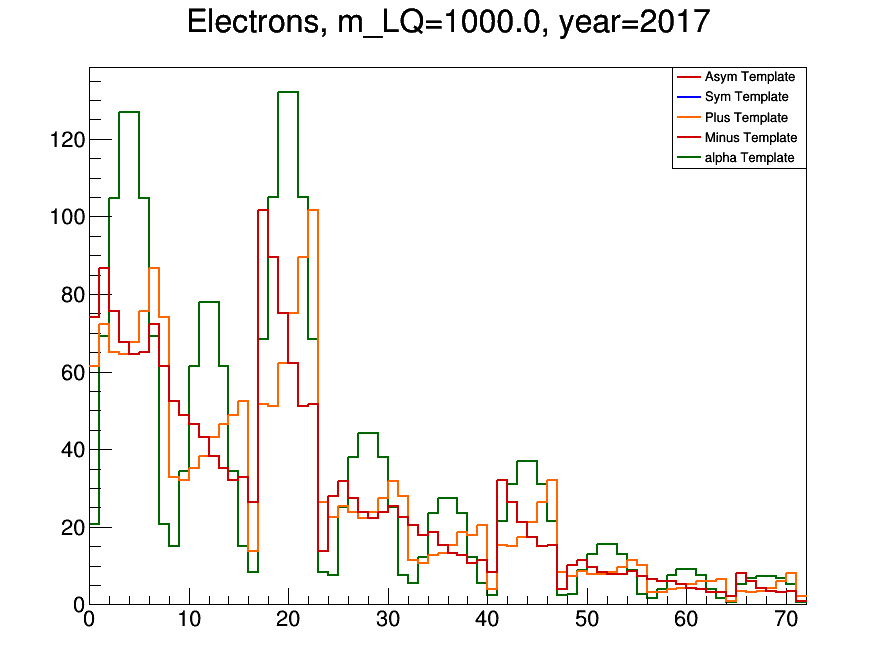 Electrons, m_LQ=1000.0, year=2017
Asym Template
Sym Template
Plus Template
Minus Template
alpha Template
120
100
80
60
40
20
0
0 10 20 30 40 50 60 70